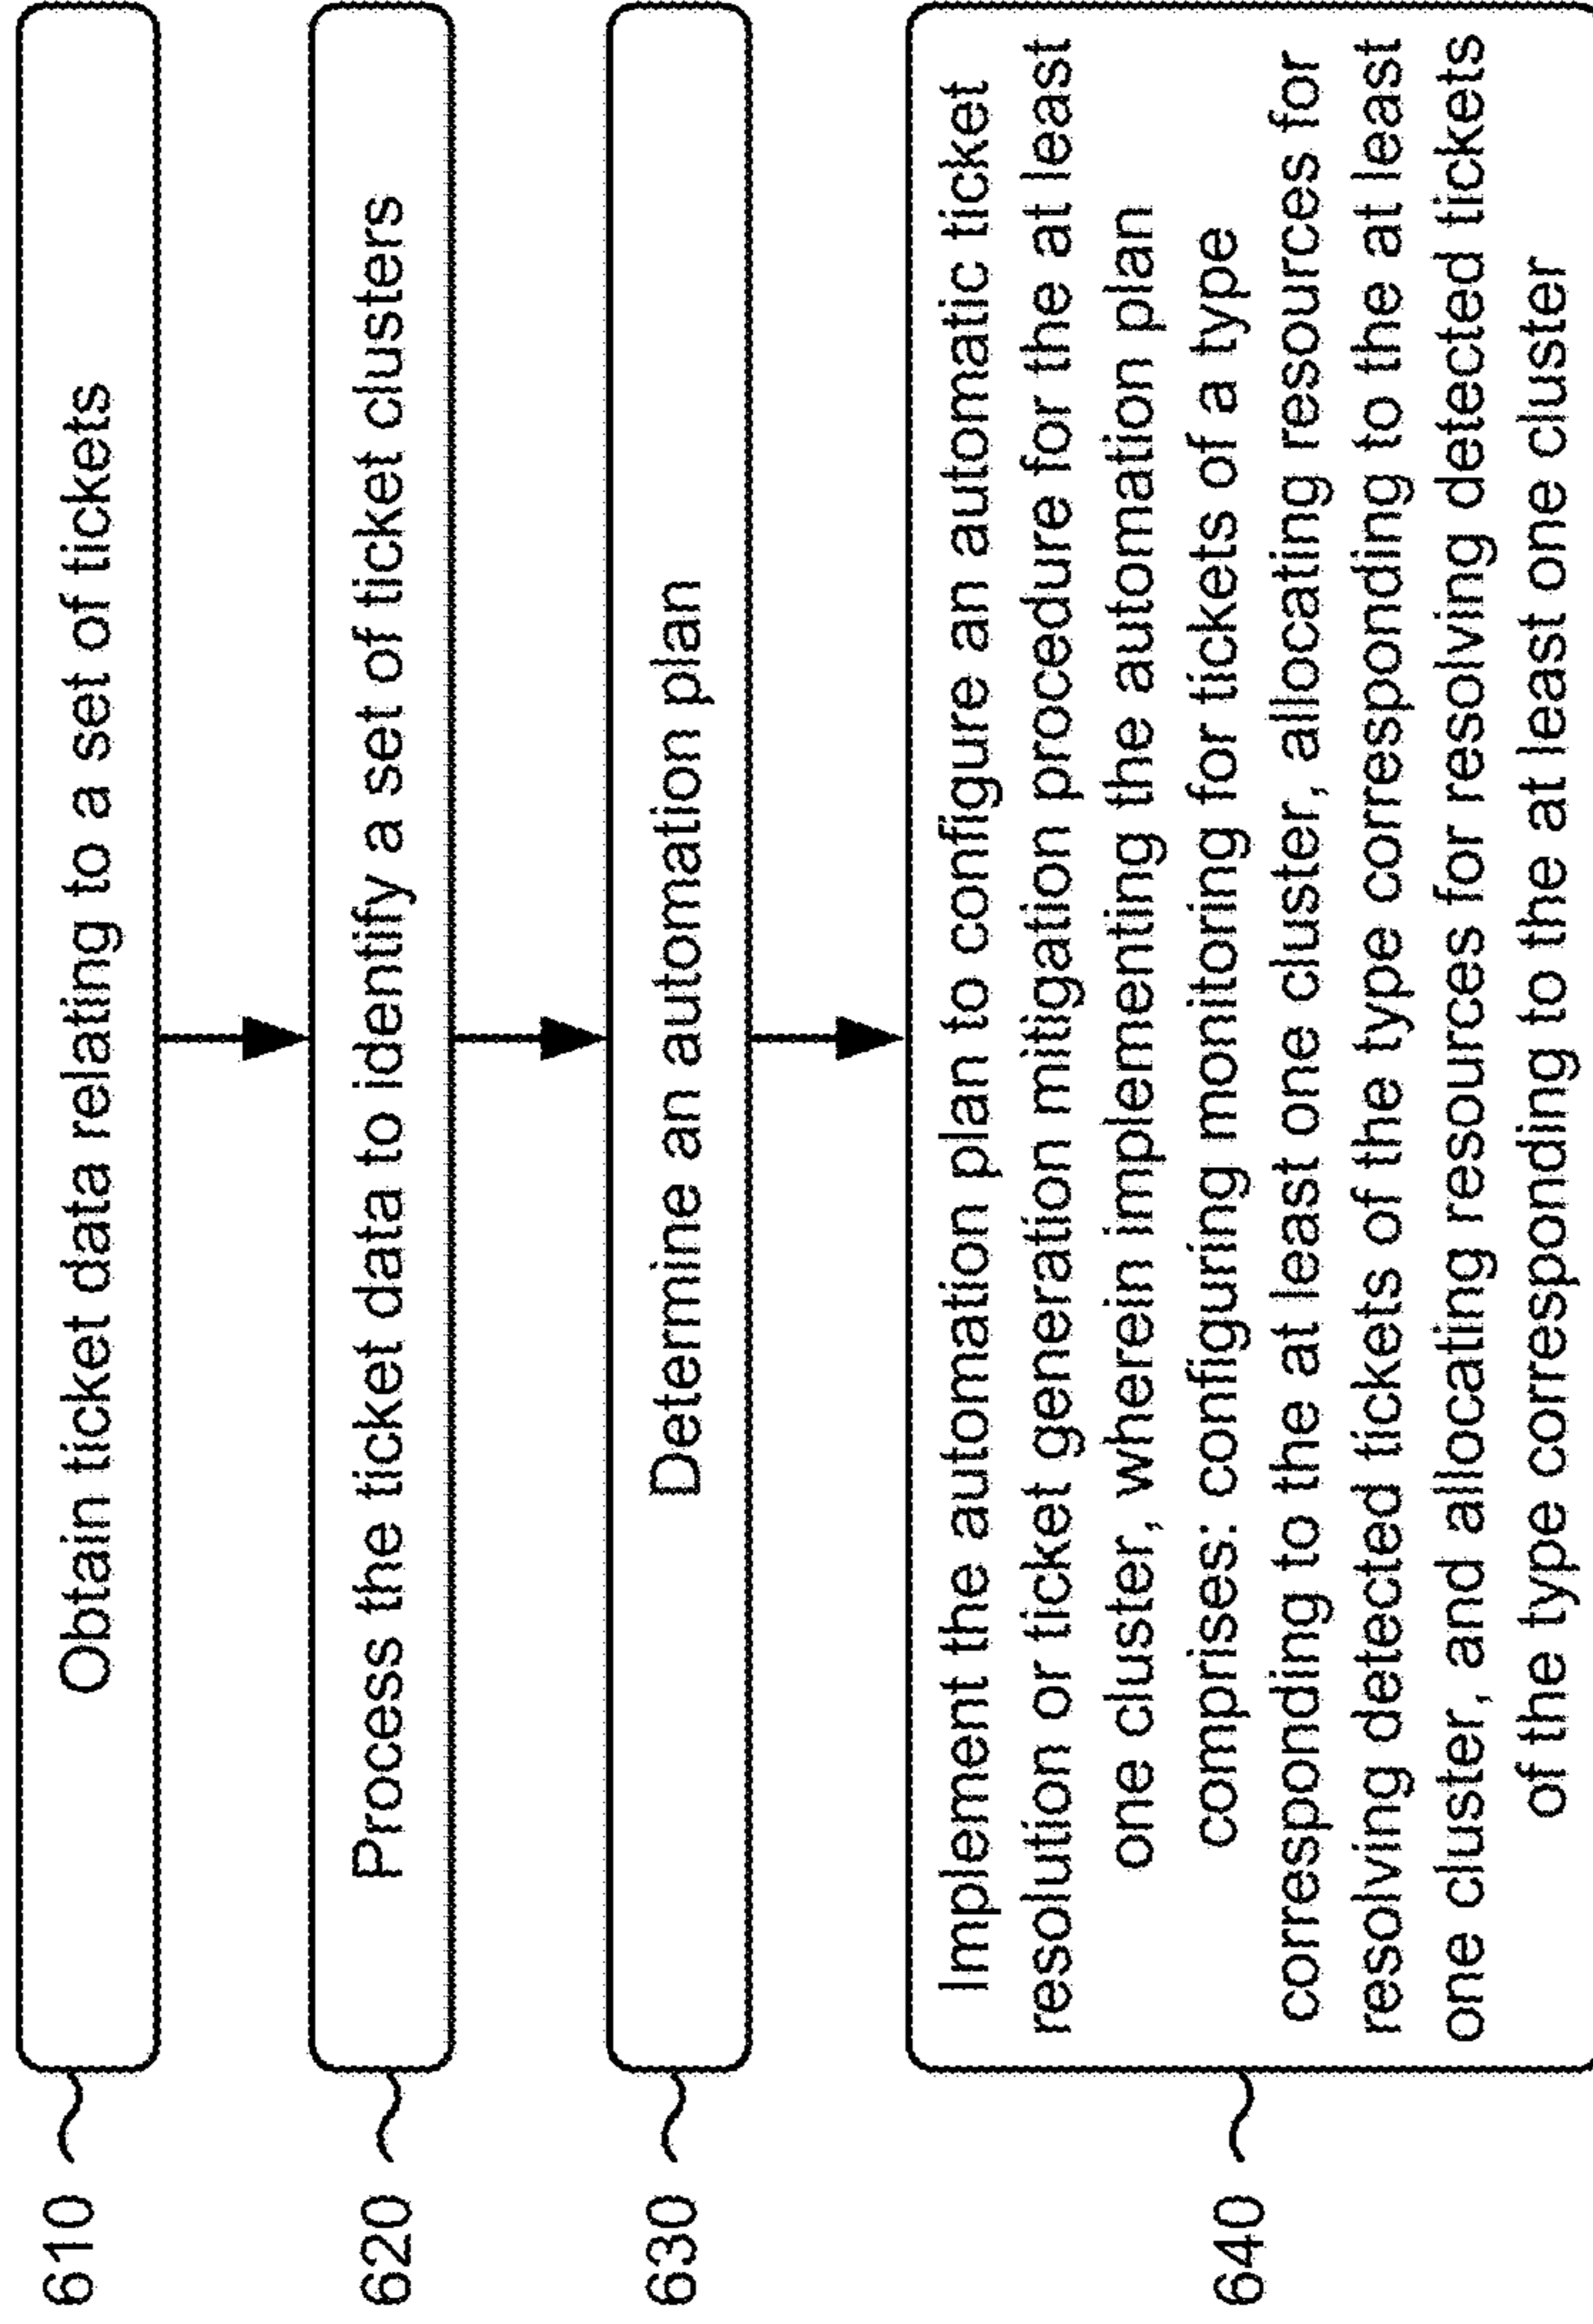 610
Obtain ticket data relating to a set of tickets
620
Process the ticket data to identify a set of ticket clusters
630
Determine an automation plan
640
Implement the automation plan to configure an automatic ticket
resolution or ticket generation mitigation procedure for the at least
one cluster, wherein implementing the automation plan
comprises: configuring monitoring for tickets of a type
corresponding to the at least one cluster, allocating resources for
resolving detected tickets of the type corresponding to the at least
one cluster, and allocating resources for resolving detected tickets
of the type corresponding to the at least one cluster